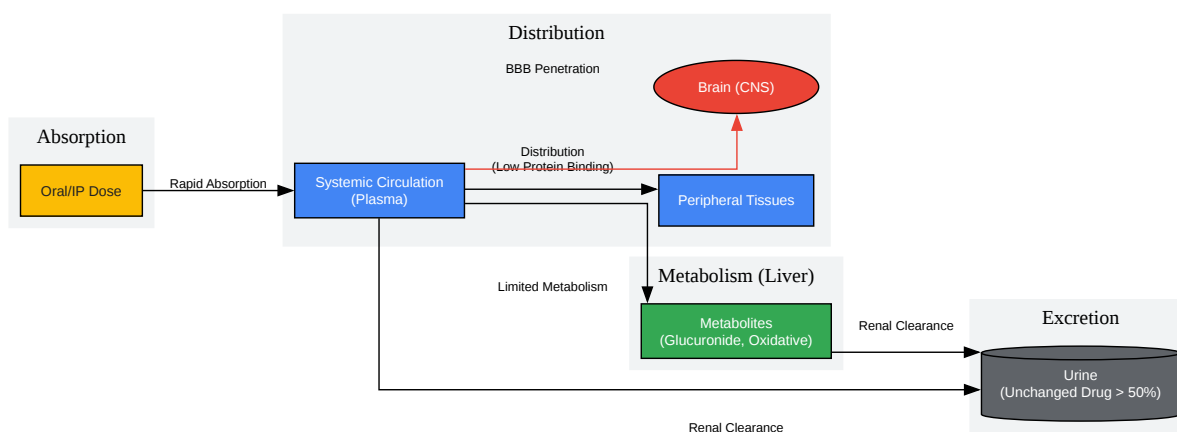 Distribution
BBB Penetration
Brain (CNS)
Absorption
Oral/IP Dose
Rapid Absorption
Distribution
(Low Protein Binding)
Systemic Circulation
(Plasma)
Peripheral Tissues
Limited Metabolism
Metabolism (Liver)
Metabolites
(Glucuronide, Oxidative)
Renal Clearance
Excretion
Urine
(Unchanged Drug > 50%)
Renal Clearance